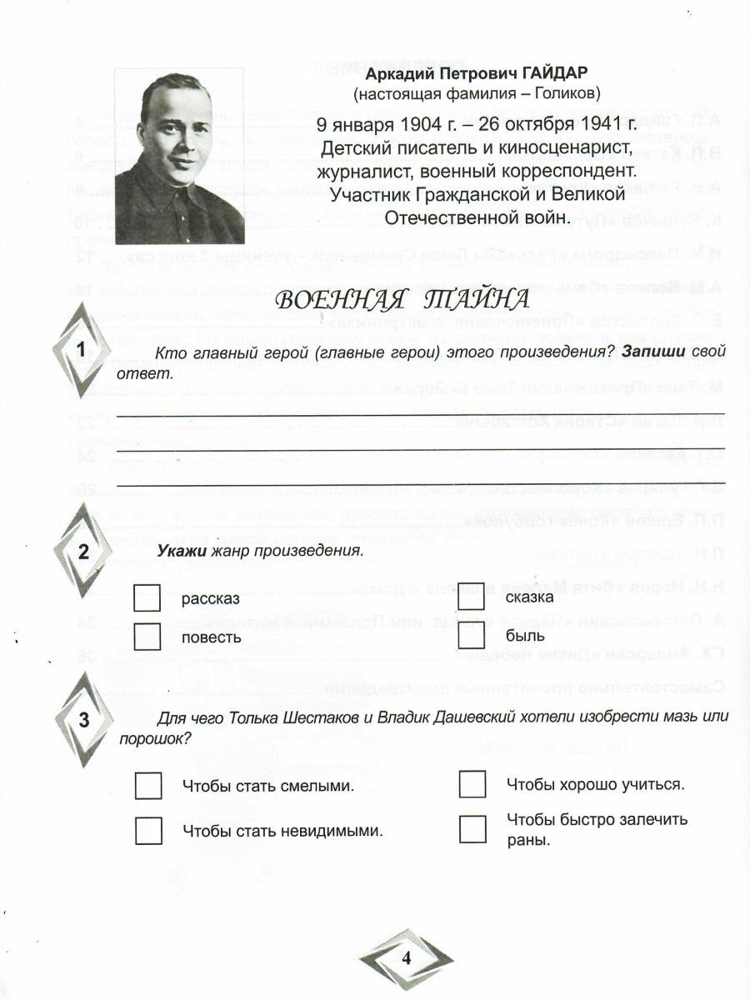 Аркадий Петрович ГАЙДАР
(настоящая фамилия – Голиков)
9 января 1904 г. – 26 октября 1941 г.
Детский писатель и киносценарист,
журналист, военный корреспондент.
Участник Гражданской и Великой
Отечественной войн.
ВОЕННАЯ ТАЙНА
1
Кто главный герой (главные герои) этого произведения? Запиши свой
ответ.
2
Укажи жанр произведения.
рассказ
сказка
повесть
быль
3
Для чего Толька Шестаков и Владик Дашевский хотели изобрести мазь или
порошок?
Чтобы стать смелыми.
Чтобы хорошо учиться.
Чтобы стать невидимыми.
Чтобы быстро залечить
раны.
4